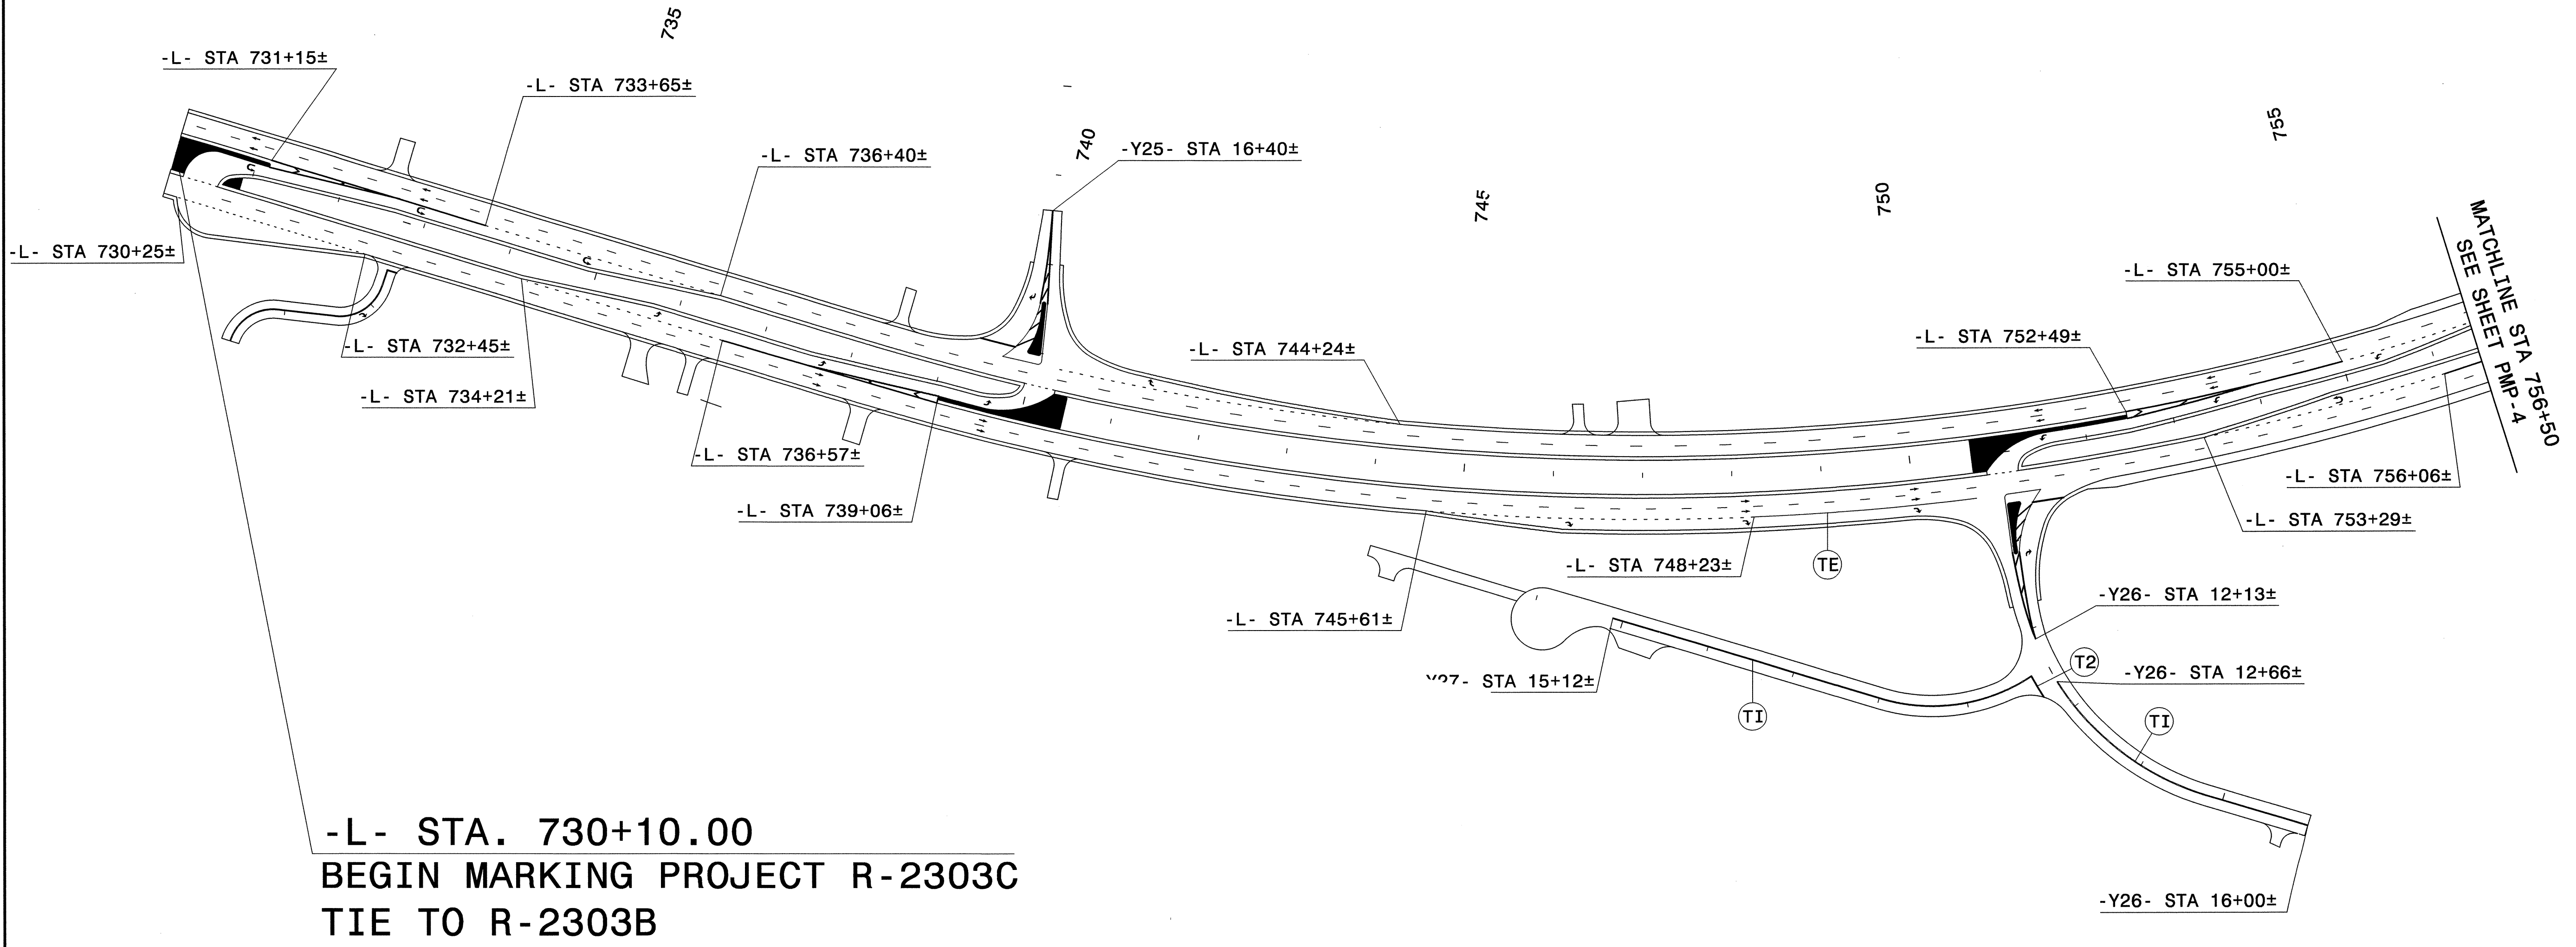 735
-L- STA 731+15±
-L- STA 733+65±
740
755
-L- STA 736+40±
-Y25- STA 16+40±
745
750
MATCHLINE STA 756+50
SEE SHEET PMP-4
-L- STA 730+25±
-L- STA 755+00±
-L- STA 732+45±
-L- STA 744+24±
-L- STA 752+49±
-L- STA 734+21±
-L- STA 736+57±
-L- STA 756+06±
-L- STA 739+06±
-L- STA 753+29±
-L- STA 748+23±
TE
-L- STA 745+61±
-Y26- STA 12+13±
T2
-Y26- STA 12+66±
Y27- STA 15+12±
TI
TI
-L- STA. 730+10.00
BEGIN MARKING PROJECT R-2303C
TIE TO R-2303B
-Y26- STA 16+00±